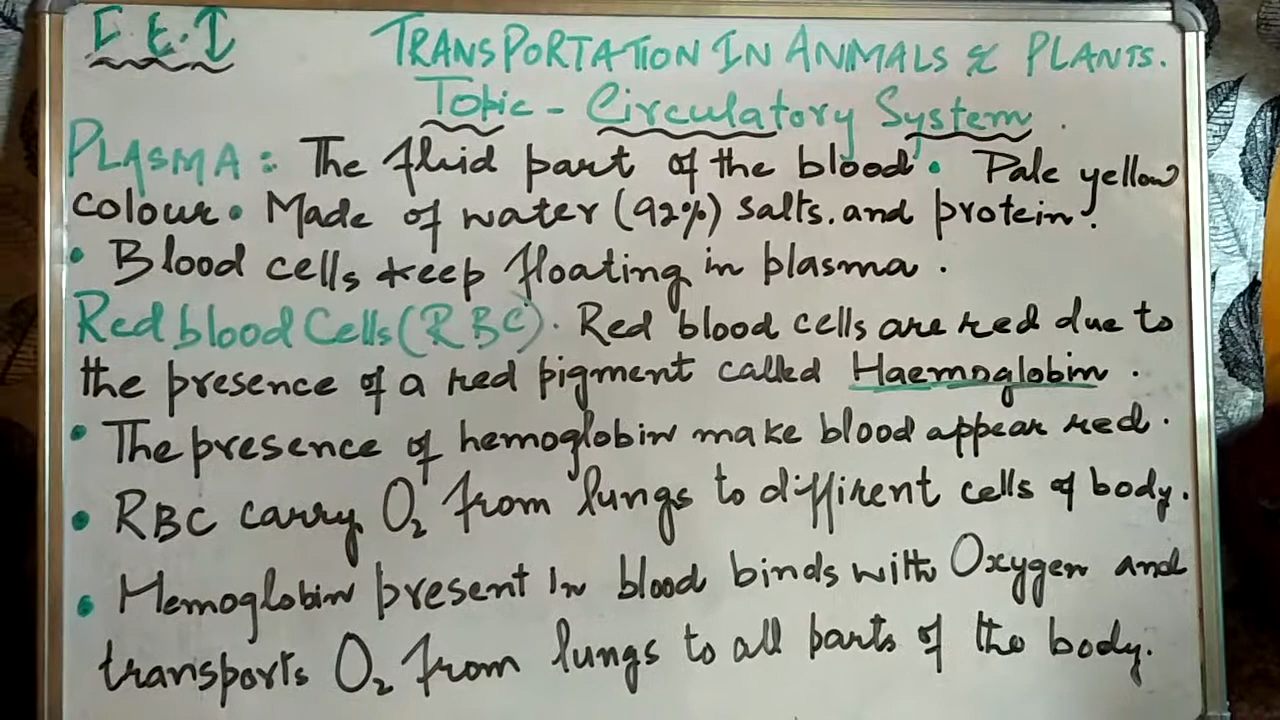 E.E.I
TRANSPORTATION IN ANIMALS & PLANTS.
Topic - Circulatory System.
PLASMA: The fluid part of the blood. Pale yellow
colour. Made of water (92%) salts. and protein.
• Blood cells keep floating in plasma.
Red blood Cells (RBC). Red blood cells are red due to
the presence of a red pigment called Haemoglobin.
• The presence of hemoglobin make blood appear red.
• RBC carry O₂ from lungs to diffirent cells of body.
• Hemoglobin present in blood binds with Oxygen and
transports O₂ from lungs to all parts of the body.